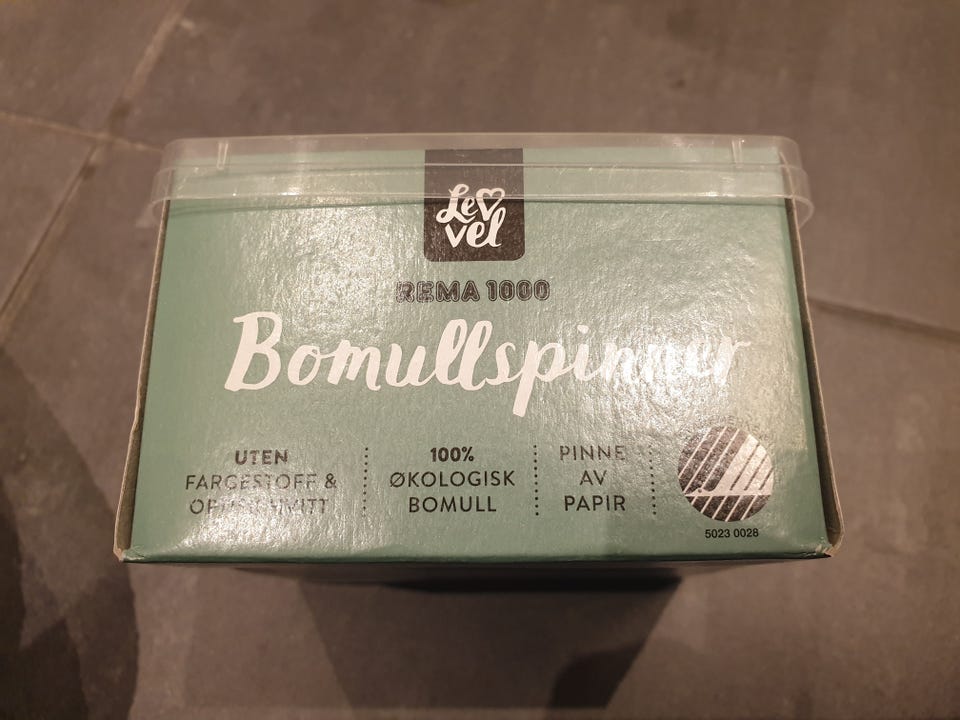 Lev
vel
REMA 1000
Bomullspinner
UTEN
FARGESTOFF &
100%
ØKOLOGISK
BOMULL
PINNE
AV
PAPIR
5023 0028